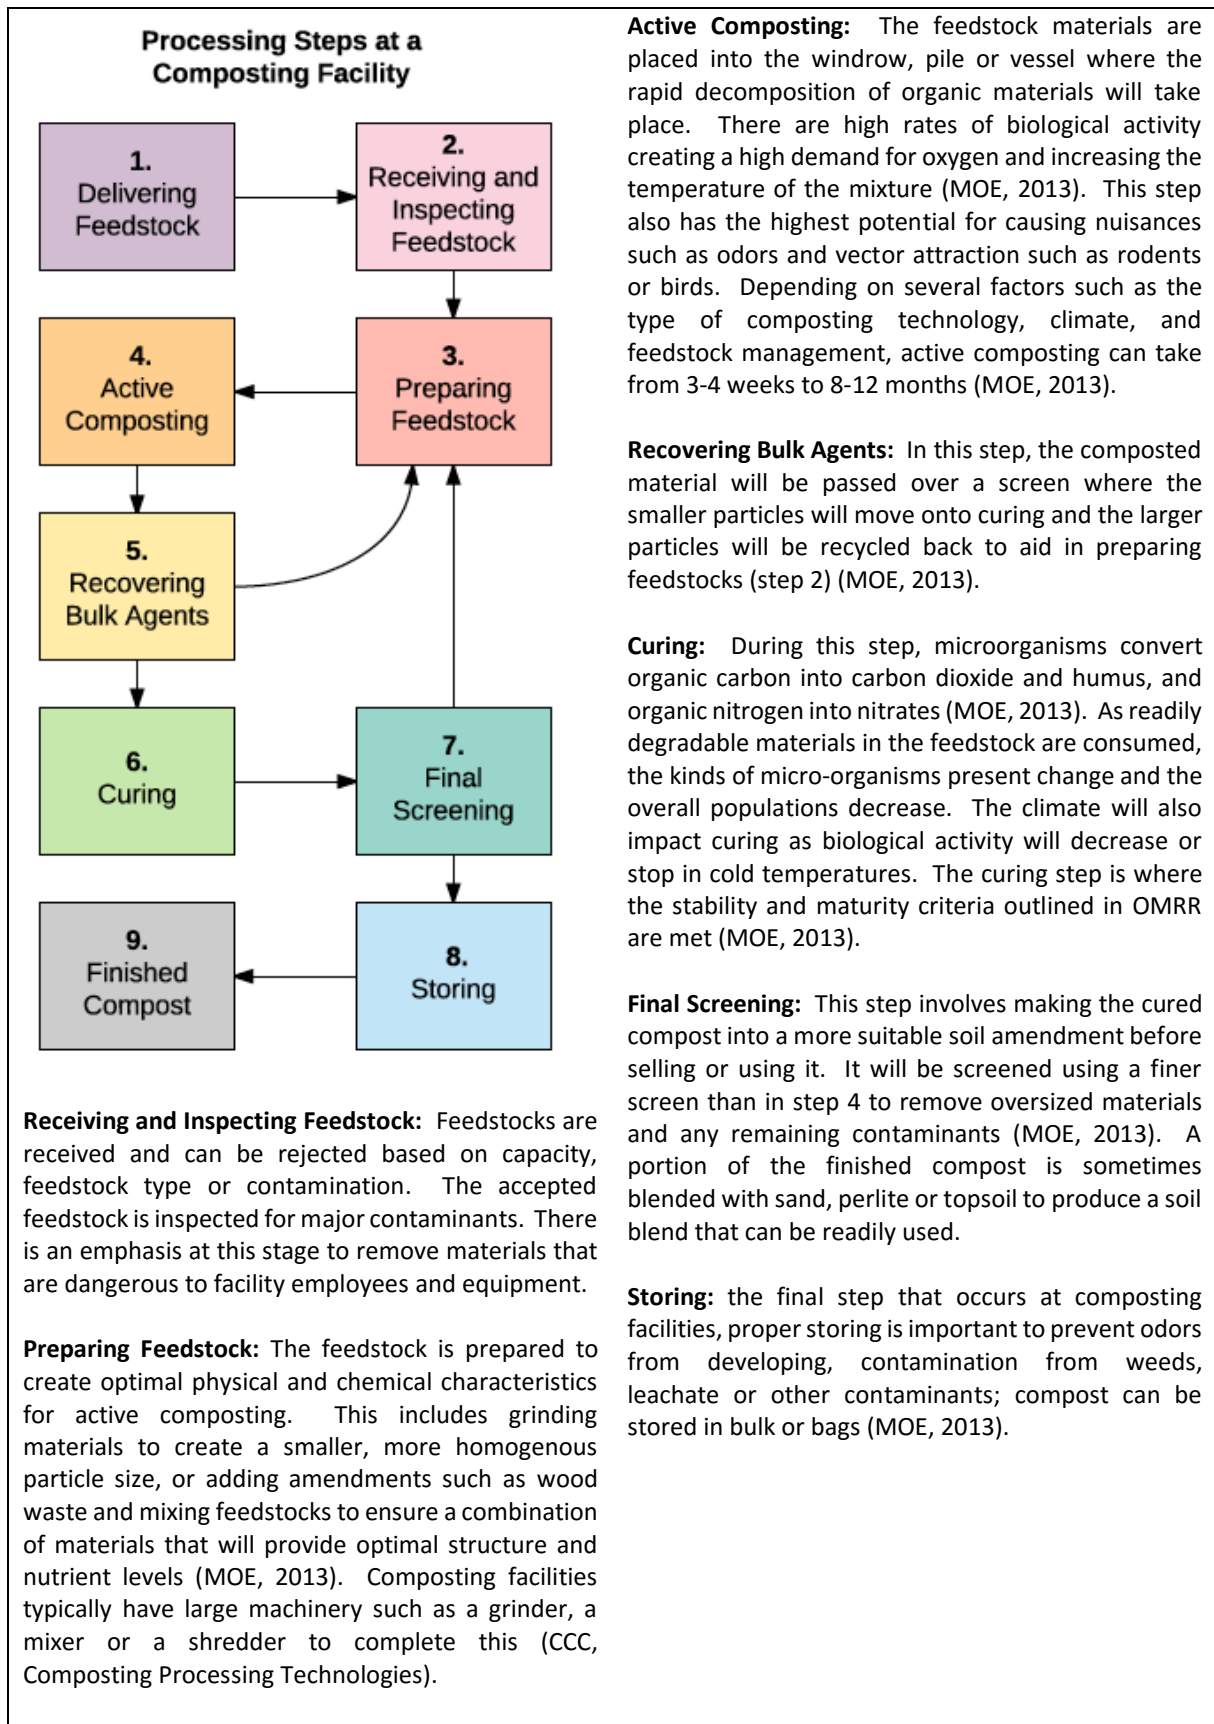 Processing Steps at a
Composting Facility
1.
Delivering
Feedstock
2.
Receiving and
Inspecting
Feedstock
4.
Active
Composting
3.
Preparing
Feedstock
5.
Recovering
Bulk Agents
6.
Curing
7.
Final
Screening
9.
Finished
Compost
8.
Storing
Receiving and Inspecting Feedstock: Feedstocks are
received and can be rejected based on capacity,
feedstock type or contamination. The accepted
feedstock is inspected for major contaminants. There
is an emphasis at this stage to remove materials that
are dangerous to facility employees and equipment.
Preparing Feedstock: The feedstock is prepared to
create optimal physical and chemical characteristics
for active composting. This includes grinding
materials to create a smaller, more homogenous
particle size, or adding amendments such as wood
waste and mixing feedstocks to ensure a combination
of materials that will provide optimal structure and
nutrient levels (MOE, 2013). Composting facilities
typically have large machinery such as a grinder, a
mixer or a shredder to complete this (CCC,
Composting Processing Technologies).
Active Composting: The feedstock materials are
placed into the windrow, pile or vessel where the
rapid decomposition of organic materials will take
place. There are high rates of biological activity
creating a high demand for oxygen and increasing the
temperature of the mixture (MOE, 2013). This step
also has the highest potential for causing nuisances
such as odors and vector attraction such as rodents
or birds. Depending on several factors such as the
type of composting technology, climate, and
feedstock management, active composting can take
from 3-4 weeks to 8-12 months (MOE, 2013).
Recovering Bulk Agents: In this step, the composted
material will be passed over a screen where the
smaller particles will move onto curing and the larger
particles will be recycled back to aid in preparing
feedstocks (step 2) (MOE, 2013).
Curing: During this step, microorganisms convert
organic carbon into carbon dioxide and humus, and
organic nitrogen into nitrates (MOE, 2013). As readily
degradable materials in the feedstock are consumed,
the kinds of micro-organisms present change and the
overall populations decrease. The climate will also
impact curing as biological activity will decrease or
stop in cold temperatures. The curing step is where
the stability and maturity criteria outlined in OMRR
are met (MOE, 2013).
Final Screening: This step involves making the cured
compost into a more suitable soil amendment before
selling or using it. It will be screened using a finer
screen than in step 4 to remove oversized materials
and any remaining contaminants (MOE, 2013). A
portion of the finished compost is sometimes
blended with sand, perlite or topsoil to produce a soil
blend that can be readily used.
Storing: the final step that occurs at composting
facilities, proper storing is important to prevent odors
from developing, contamination from weeds,
leachate or other contaminants; compost can be
stored in bulk or bags (MOE, 2013).